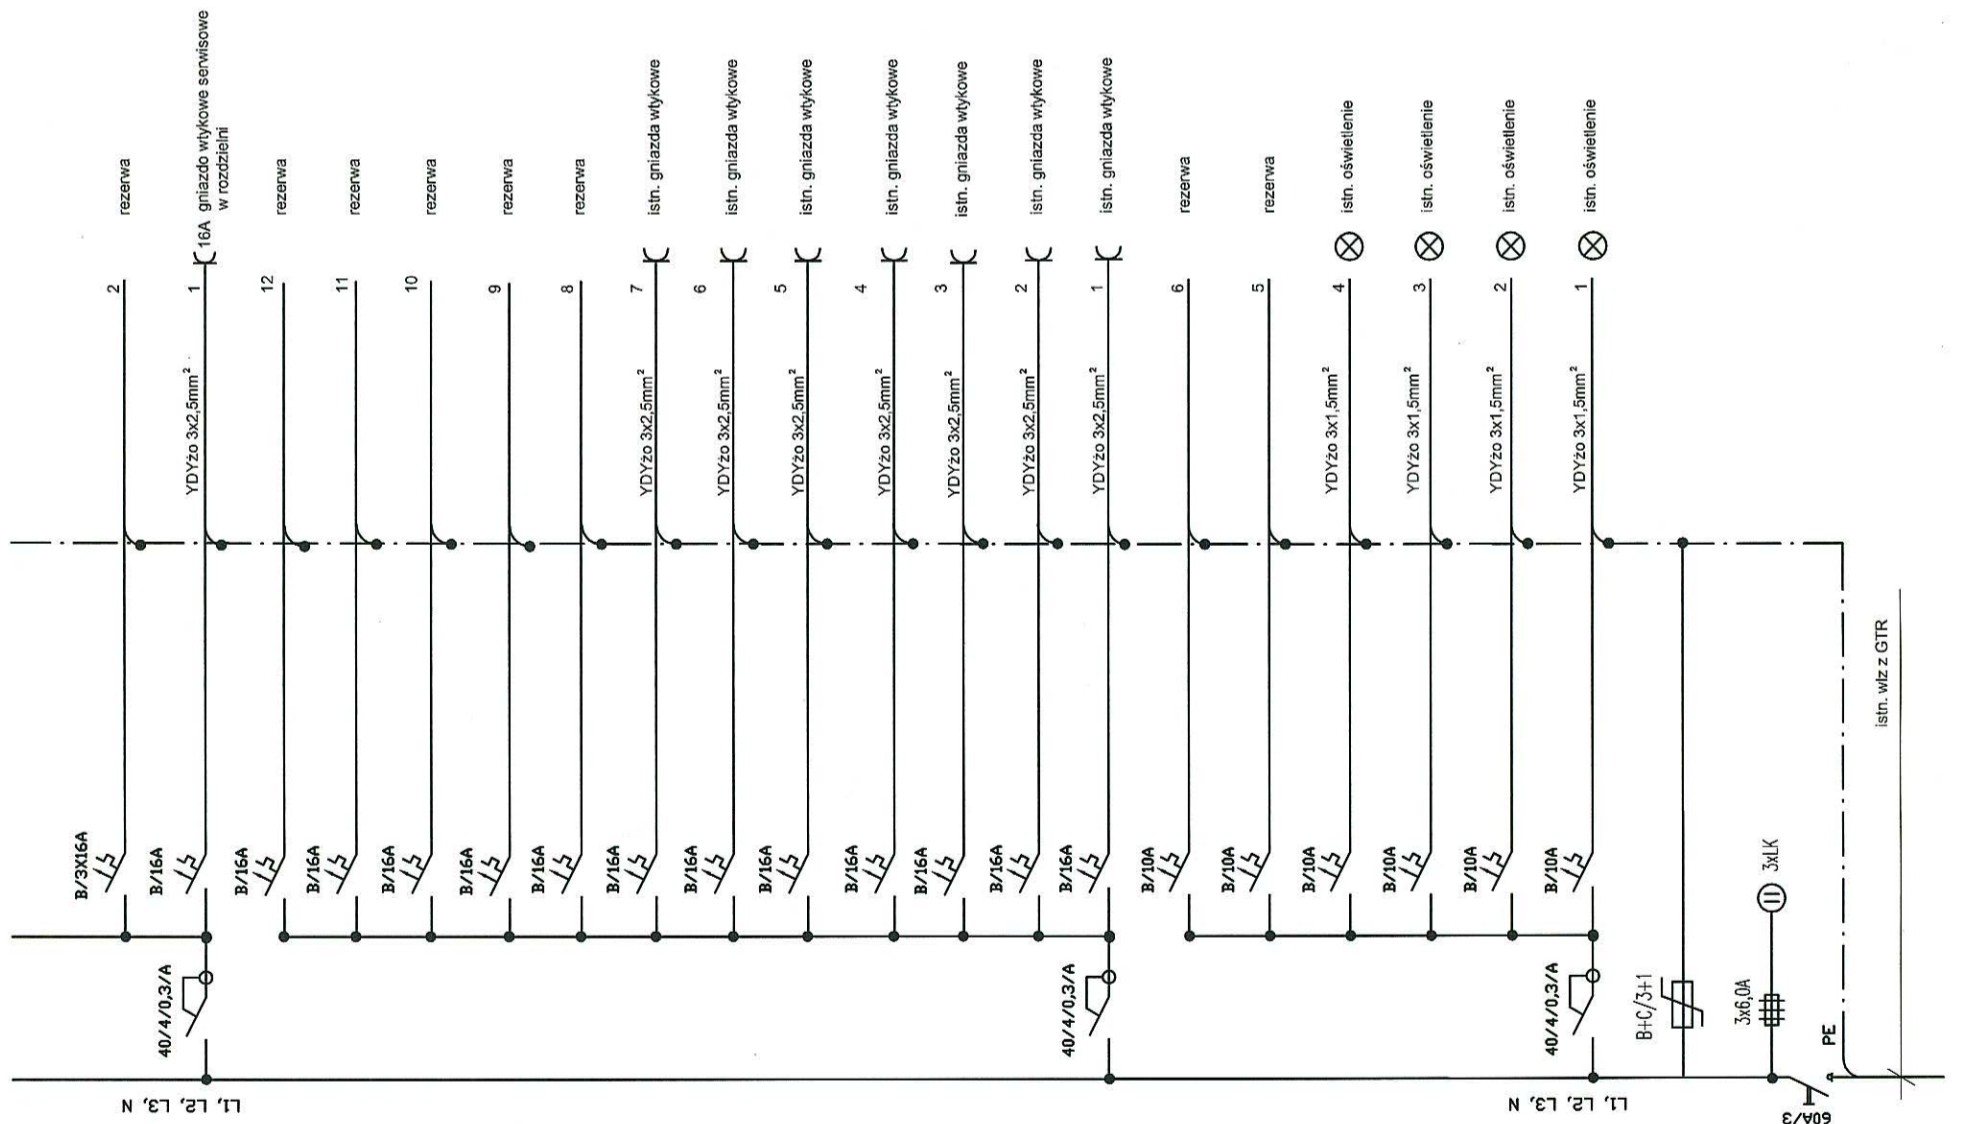 rezerwa
16A gniazdo wtykowe serwisowe
w rozdzielni
rezerwa
rezerwa
rezerwa
rezerwa
rezerwa
istn. gniazda wtykowe
istn. gniazda wtykowe
istn. gniazda wtykowe
istn. gniazda wtykowe
istn. gniazda wtykowe
istn. gniazda wtykowe
istn. gniazda wtykowe
rezerwa
rezerwa
istn. oświetlenie
istn. oświetlenie
istn. oświetlenie
istn. oświetlenie
2
1
12
11
10
9
8
7
6
5
4
3
2
1
6
5
4
3
2
1
YDYżo 3x2,5mm²
YDYżo 3x2,5mm²
YDYżo 3x2,5mm²
YDYżo 3x2,5mm²
YDYżo 3x2,5mm²
YDYżo 3x2,5mm²
YDYżo 3x2,5mm²
YDYżo 3x2,5mm²
YDYżo 3x1,5mm²
YDYżo 3x1,5mm²
YDYżo 3x1,5mm²
YDYżo 3x1,5mm²
B/3X16A
B/16A
B/16A
B/16A
B/16A
B/16A
B/16A
B/16A
B/16A
B/16A
B/16A
B/16A
B/16A
B/16A
B/10A
B/10A
B/10A
B/10A
B/10A
B/10A
3xLK
istn. wlz z GTR
40/4/0,3/A
40/4/0,3/A
40/4/0,3/A
B+C/3+1
3x6,0A
PE
L1, L2, L3, N
L1, L2, L3, N
60A/3